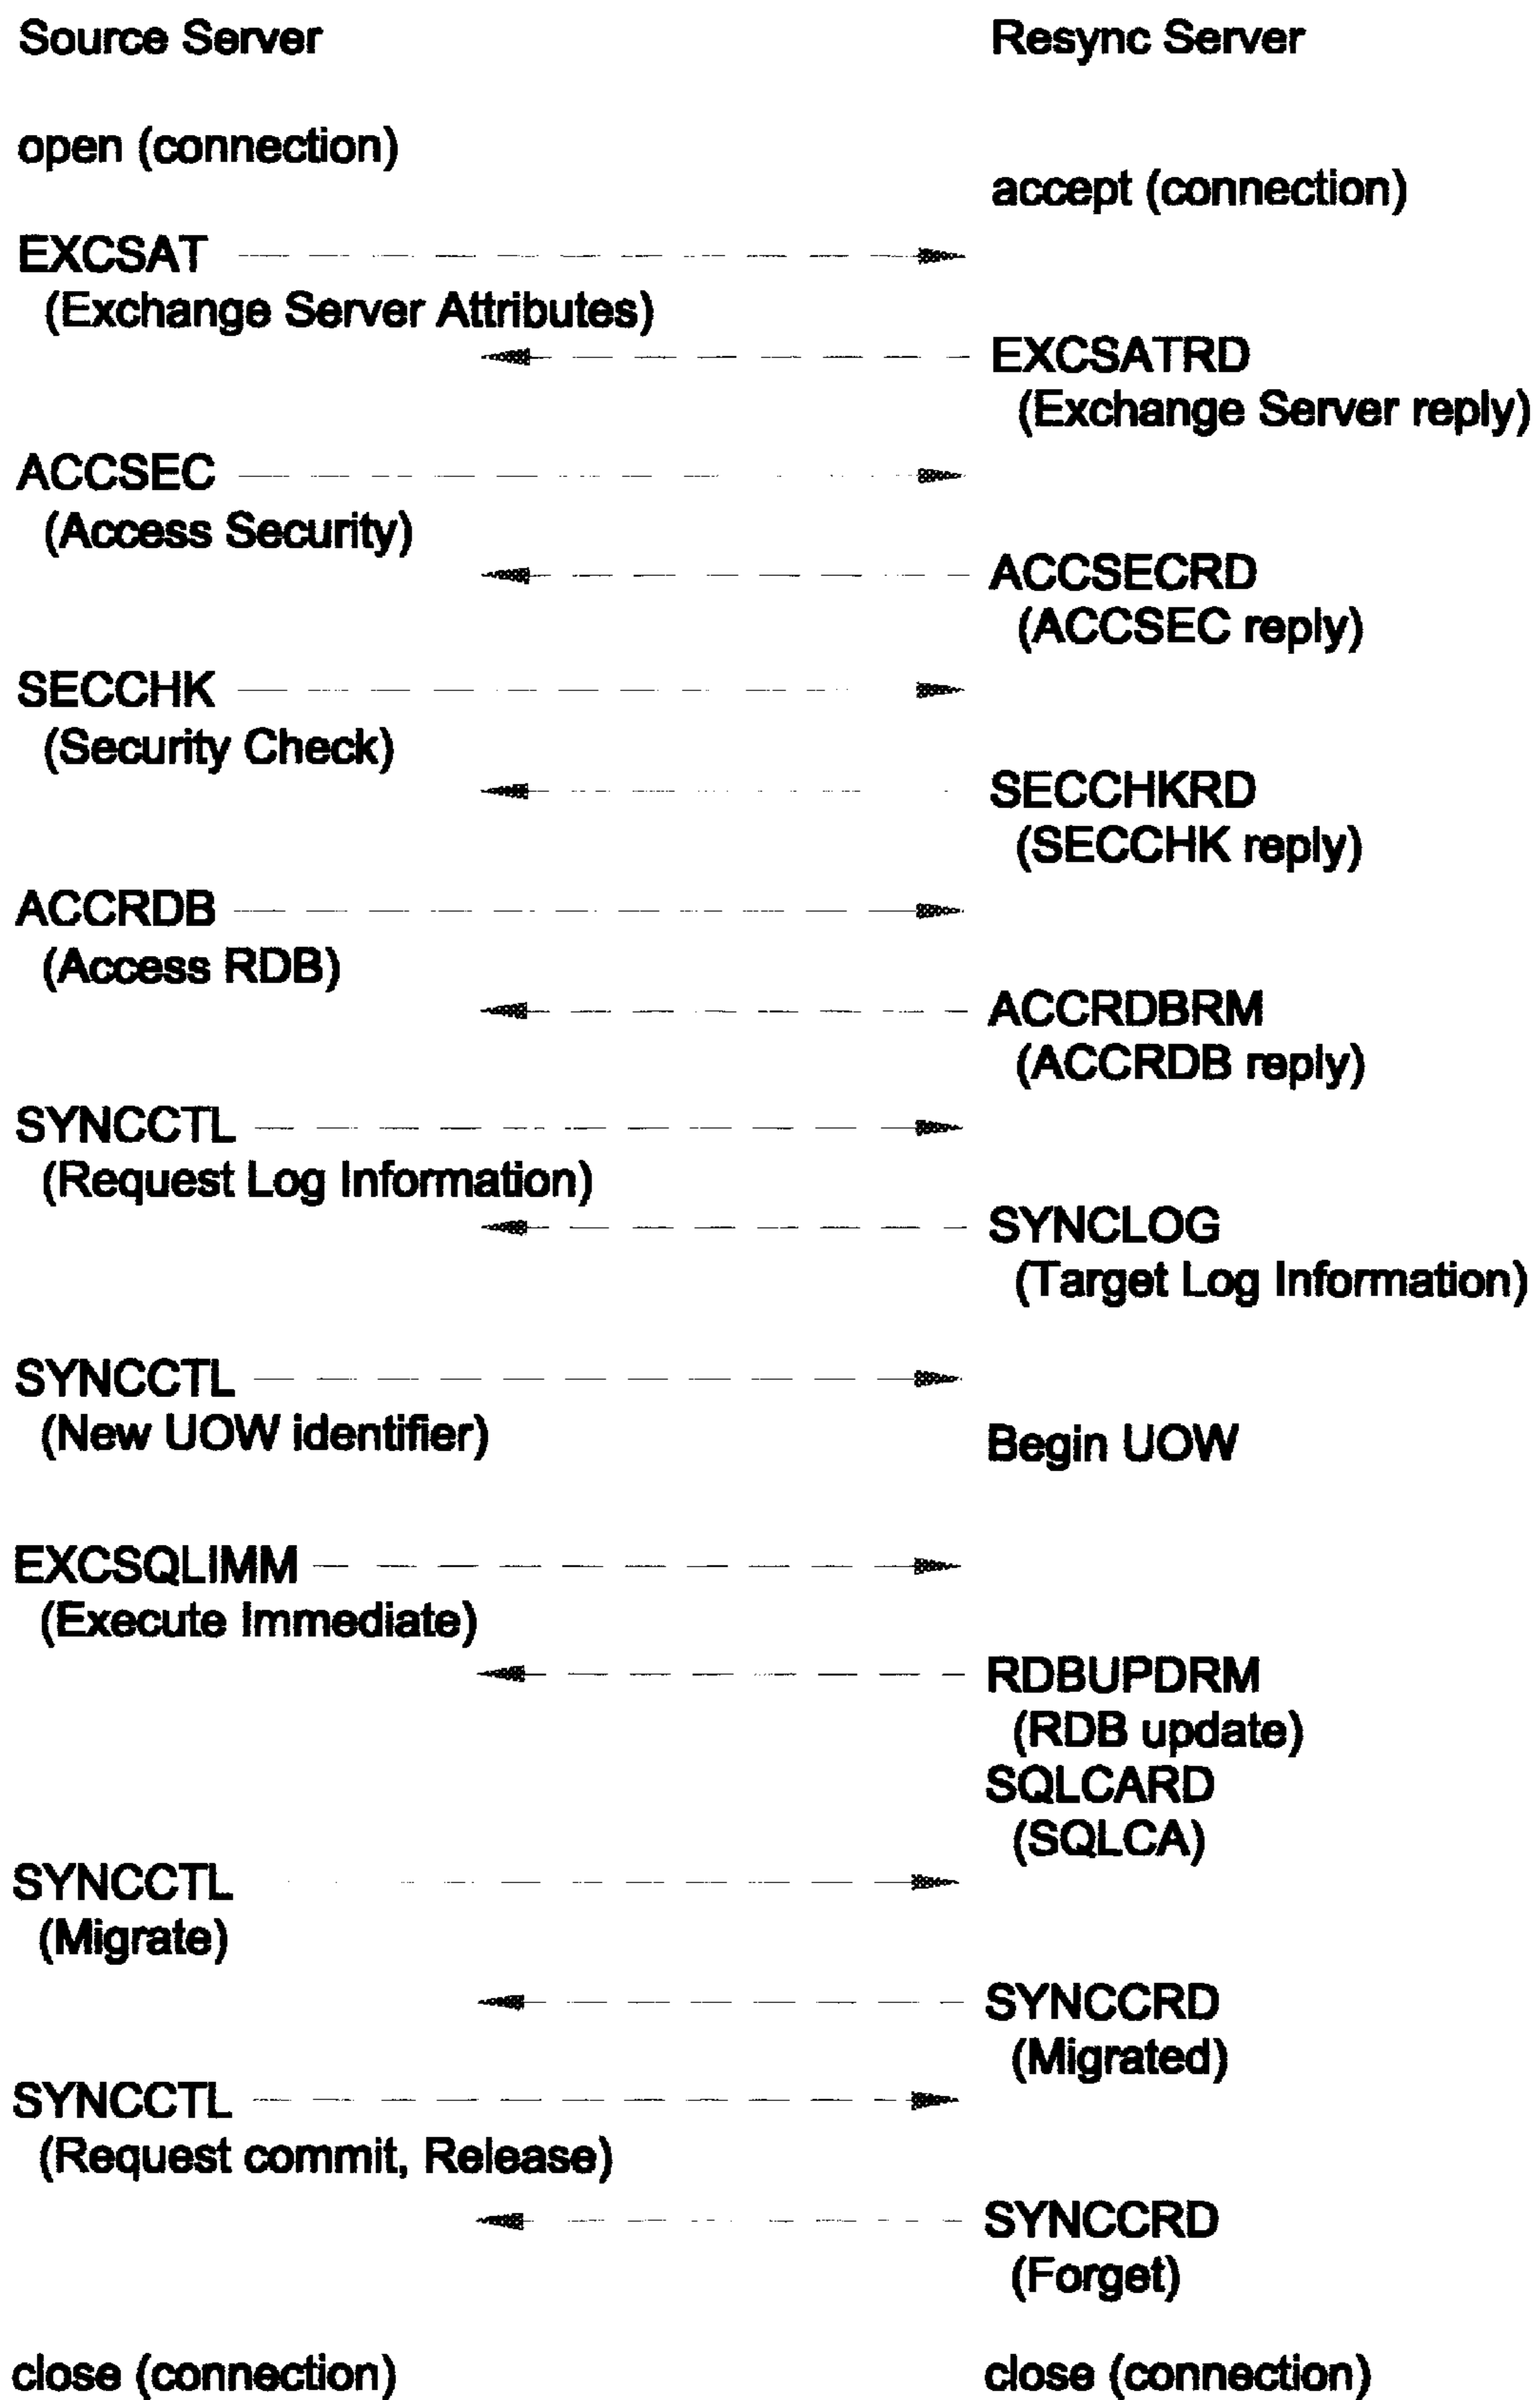 Source Server
Resync Server
open (connection)
accept (connection)
EXCSAT
(Exchange Server Attributes)
EXCSATRD
(Exchange Server reply)
ACCSEC
(Access Security)
ACCSECRD
(ACCSEC reply)
SECCHK
(Security Check)
SECCHKRD
(SECCHK reply)
ACCRDB
(Access RDB)
ACCRDBRM
(ACCRDB reply)
SYNCCTL
(Request Log Information)
SYNCLOG
(Target Log Information)
SYNCCTL
(New UOW identifier)
Begin UOW
EXCSQLIMM
(Execute Immediate)
RDBUPDRM
(RDB update)
SQLCARD
(SQLCA)
SYNCCTL
(Migrate)
SYNCCRD
(Migrated)
SYNCCTL
(Request commit, Release)
SYNCCRD
(Forget)
close (connection)
close (connection)